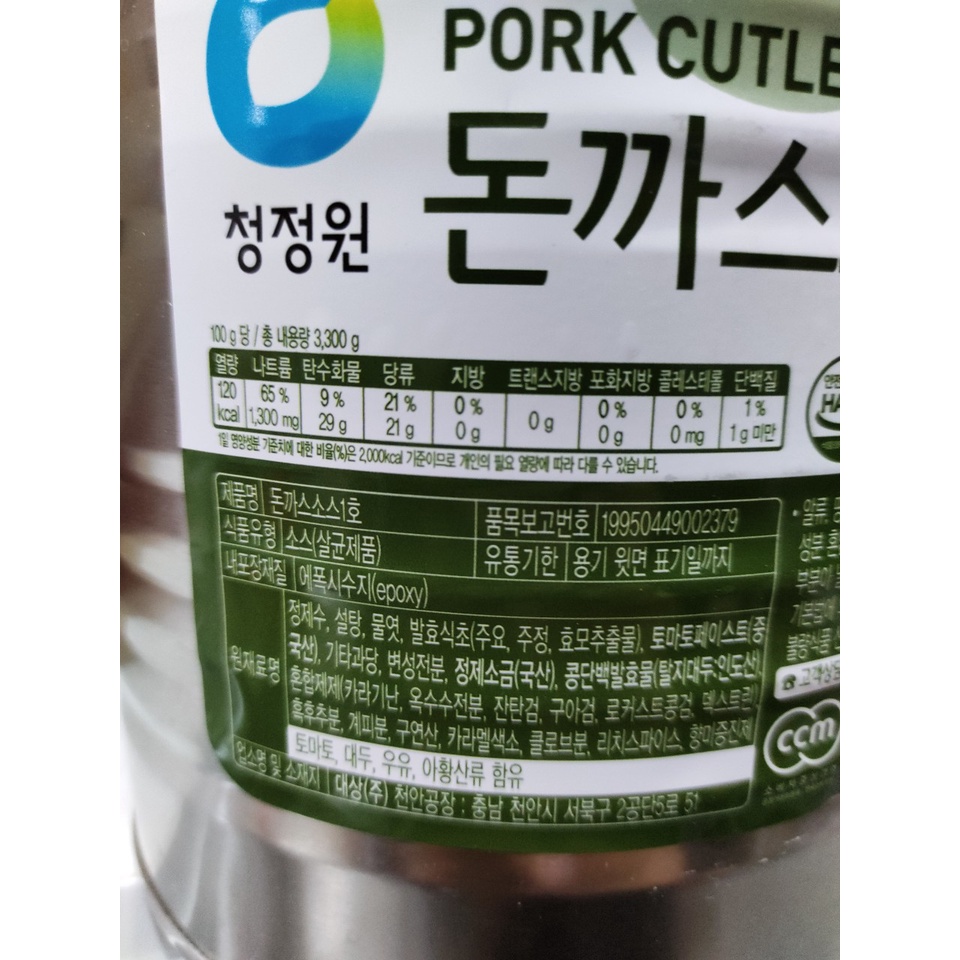 PORK CUTLE
돈까스
청정원
100 g 당 / 총 내용량 3,300 g
열량 나트륨 탄수화물 당류 지방 트랜스지방 포화지방 콜레스테롤 단백질
120 65 % 9 % 21 % 0 % 0 % 0 % 1 %
kcal 1,300 mg 29 g 21 g 0 g 0 g 0 g 0 mg 1 g 미만
1일 영양성분 기준치에 대한 비율(%)은 2,000kcal 기준이므로 개인의 필요 열량에 따라 다를 수 있습니다.
제품명 돈까스소스1호 품목보고번호 19950449002379
식품유형 소스(살균제품) 유통기한 용기 윗면 표기일까지
내포장재질 에폭시수지(epoxy)
원재료명
정제수, 설탕, 물엿, 발효식초(주요, 주정, 효모추출물), 토마토페이스트(중
국산), 기타과당, 변성전분, 정제소금(국산), 콩단백발효물(탈지대두:인도산),
혼합제제(카라기난, 옥수수전분, 잔탄검, 구아검, 로커스트콩검, 덱스트린),
흑후추분, 계피분, 구연산, 카라멜색소, 클로브분, 리치스파이스, 향미증진제
토마토, 대두, 우유, 아황산류 함유
업소명 및 소재지 대상(주) 천안공장 : 충남 천안시 서북구 2공단5로 51
HA
• 알류,
성분
고객상담
ccm